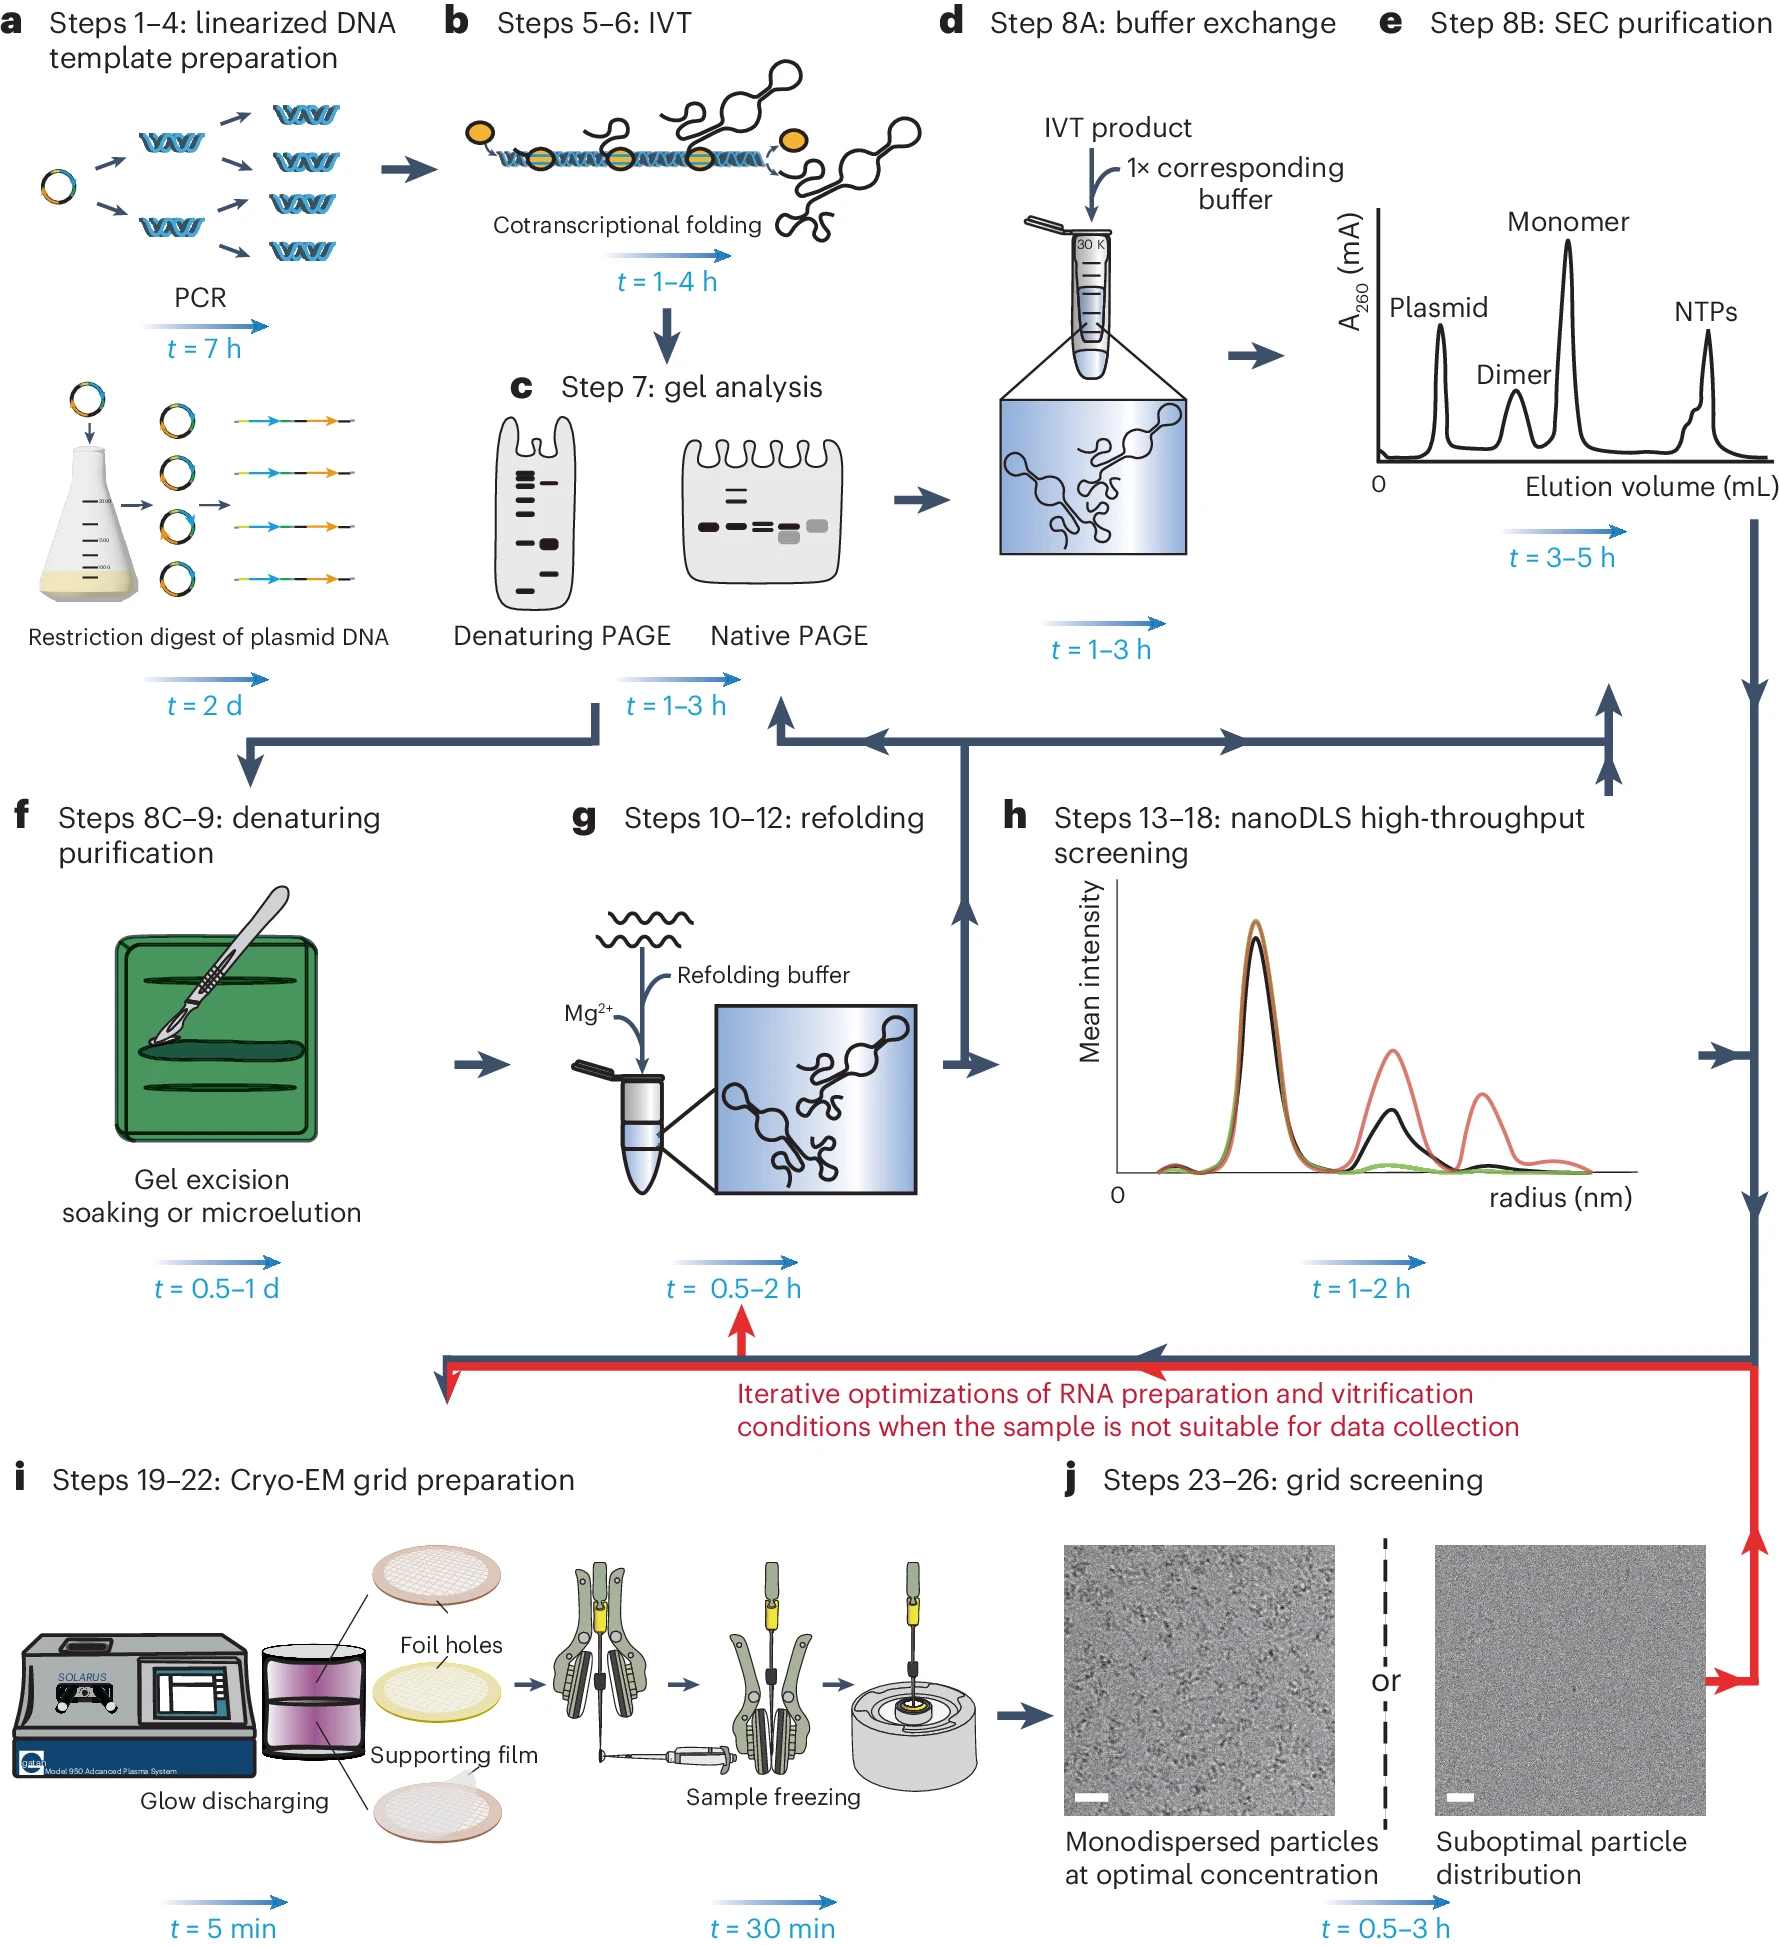 a Steps 1–4: linearized DNA
template preparation
PCR
t = 7 h
2000
1500
1000
Restriction digest of plasmid DNA
t = 2 d
b Steps 5–6: IVT
Cotranscriptional folding
t = 1–4 h
c Step 7: gel analysis
Denaturing PAGE
Native PAGE
t = 1–3 h
d Step 8A: buffer exchange
IVT product
1× corresponding
buffer
30 K
t = 1–3 h
e Step 8B: SEC purification
A260 (mA)
Plasmid
Dimer
Monomer
NTPs
0
Elution volume (mL)
t = 3–5 h
f Steps 8C–9: denaturing
purification
Gel excision
soaking or microelution
t = 0.5–1 d
g Steps 10–12: refolding
Refolding buffer
Mg2+
t = 0.5–2 h
h Steps 13–18: nanoDLS high-throughput
screening
Mean intensity
0
radius (nm)
t = 1–2 h
Iterative optimizations of RNA preparation and vitrification
conditions when the sample is not suitable for data collection
i Steps 19–22: Cryo-EM grid preparation
SOLARUS
gatan
Model 950 Adcanced Plasma System
Glow discharging
Foil holes
Supporting film
t = 5 min
Sample freezing
t = 30 min
j Steps 23–26: grid screening
or
Monodispersed particles
at optimal concentration
Suboptimal particle
distribution
t = 0.5–3 h